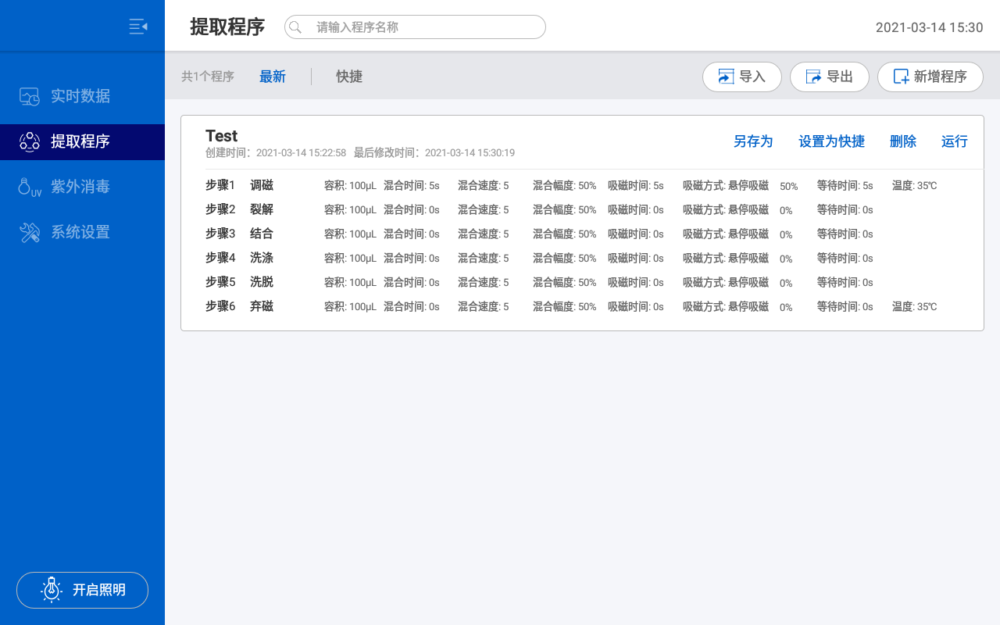 提取程序
请输入程序名称
2021-03-14 15:30
实时数据
提取程序
紫外消毒
系统设置
开启照明
共1个程序 最新 快捷 导入 导出 新增程序
Test
创建时间：2021-03-14 15:22:58 最后修改时间：2021-03-14 15:30:19
另存为 设置为快捷 删除 运行
步骤1 调磁 容积: 100μL 混合时间: 5s 混合速度: 5 混合幅度: 50% 吸磁时间: 5s 吸磁方式: 悬停吸磁 50% 等待时间: 5s 温度: 35℃
步骤2 裂解 容积: 100μL 混合时间: 0s 混合速度: 5 混合幅度: 50% 吸磁时间: 0s 吸磁方式: 悬停吸磁 0% 等待时间: 0s
步骤3 结合 容积: 100μL 混合时间: 0s 混合速度: 5 混合幅度: 50% 吸磁时间: 0s 吸磁方式: 悬停吸磁 0% 等待时间: 0s
步骤4 洗涤 容积: 100μL 混合时间: 0s 混合速度: 5 混合幅度: 50% 吸磁时间: 0s 吸磁方式: 悬停吸磁 0% 等待时间: 0s
步骤5 洗脱 容积: 100μL 混合时间: 0s 混合速度: 5 混合幅度: 50% 吸磁时间: 0s 吸磁方式: 悬停吸磁 0% 等待时间: 0s
步骤6 弃磁 容积: 100μL 混合时间: 0s 混合速度: 5 混合幅度: 50% 吸磁时间: 0s 吸磁方式: 悬停吸磁 0% 等待时间: 0s 温度: 35℃